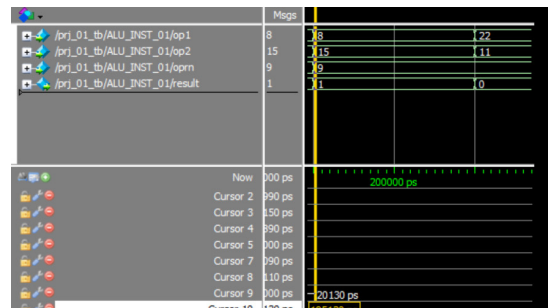 Msgs
/prj_01_tb/ALU_INST_01/op1 8 8 22
/prj_01_tb/ALU_INST_01/op2 15 15 11
/prj_01_tb/ALU_INST_01/oprn 9 9
/prj_01_tb/ALU_INST_01/result 1 1 0
Now 000 ps 200000 ps
Cursor 2 990 ps
Cursor 3 150 ps
Cursor 4 890 ps
Cursor 5 000 ps
Cursor 7 090 ps
Cursor 8 110 ps
Cursor 9 000 ps 20130 ps